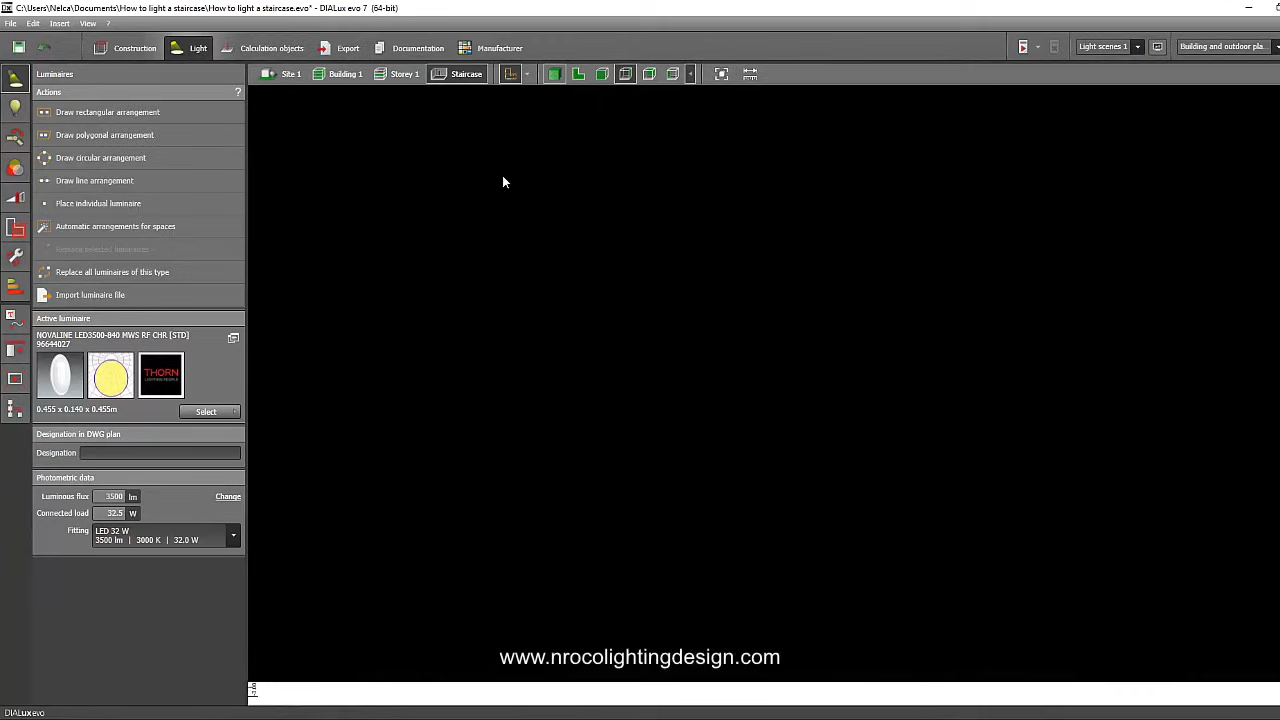 C:\Users\Nelca\Documents\How to light a staircase\How to light a staircase.evo* - DIALux evo 7 (64-bit)
File Edit Insert View ?
Construction Light Calculation objects Export Documentation Manufacturer Light scenes 1 Building and outdoor pla.
Luminaires Site 1 Building 1 Storey 1 Staircase
Actions ?
Draw rectangular arrangement
Draw polygonal arrangement
Draw circular arrangement
Draw line arrangement
Place individual luminaire
Automatic arrangements for spaces
Replace selected luminaires
Replace all luminaires of this type
Import luminaire file
Active luminaire
NOVALINE LED3500-840 MWS RF CHR [STD]
96644027
THORN
LIGHTING PEOPLE
0.455 x 0.140 x 0.455m Select
Designation in DWG plan
Designation
Photometric data
Luminous flux 3500 lm Change
Connected load 32.5 W
Fitting LED 32 W
3500 lm | 3000 K | 32.0 W
www.nrocolightingdesign.com
DIALux evo